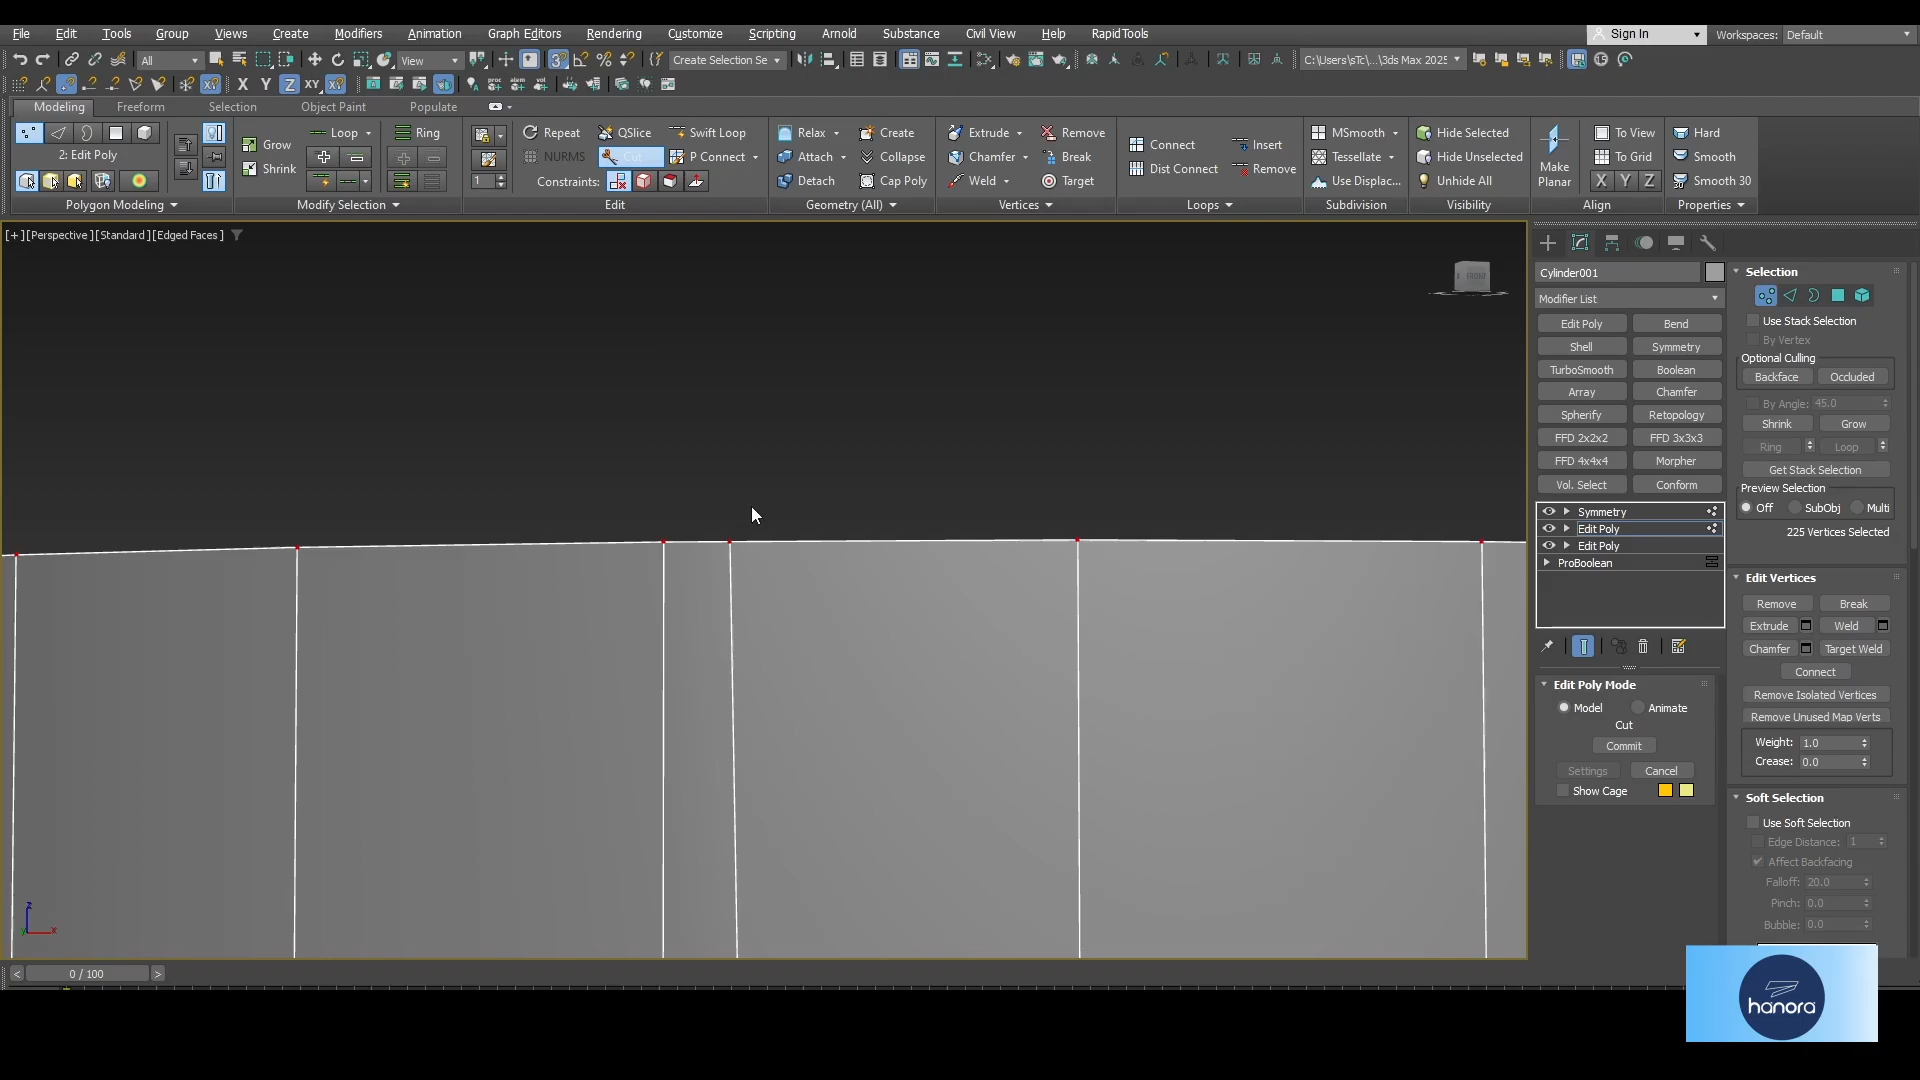 File Edit Tools Group Views Create Modifiers Animation Graph Editors Rendering Customize Scripting Arnold Substance Civil View Help RapidTools Sign In Workspaces: Default
All View Create Selection Se C:\Users\sTc\...\3ds Max 2025
X Y Z XY
Modeling Freeform Selection Object Paint Populate
Loop Ring Repeat QSlice Swift Loop Relax Create Extrude Remove MSmooth Hide Selected To View Hard
2: Edit Poly Grow NURMS Cut P Connect Attach Collapse Chamfer Break Connect Insert Tessellate Hide Unselected To Grid Smooth
Shrink 1 Constraints: Detach Cap Poly Weld Target Dist Connect Remove Use Displac... Unhide All Make Planar X Y Z Smooth 30
Polygon Modeling Modify Selection Edit Geometry (All) Vertices Loops Subdivision Visibility Align Properties
[+] [Perspective] [Standard] [Edged Faces]
FRONT
z
x
y
< 0 / 100 >
Cylinder001
Modifier List
Edit Poly Bend
Shell Symmetry
TurboSmooth Boolean
Array Chamfer
Spherify Retopology
FFD 2x2x2 FFD 3x3x3
FFD 4x4x4 Morpher
Vol. Select Conform
Symmetry
Edit Poly
Edit Poly
ProBoolean
Edit Poly Mode
Model Animate
Cut
Commit
Settings Cancel
Show Cage
Selection
Use Stack Selection
By Vertex
Optional Culling
Backface Occluded
By Angle: 45.0
Shrink Grow
Ring Loop
Get Stack Selection
Preview Selection
Off SubObj Multi
225 Vertices Selected
Edit Vertices
Remove Break
Extrude Weld
Chamfer Target Weld
Connect
Remove Isolated Vertices
Remove Unused Map Verts
Weight: 1.0
Crease: 0.0
Soft Selection
Use Soft Selection
Edge Distance: 1
Affect Backfacing
Falloff: 20.0
Pinch: 0.0
Bubble: 0.0
hanora